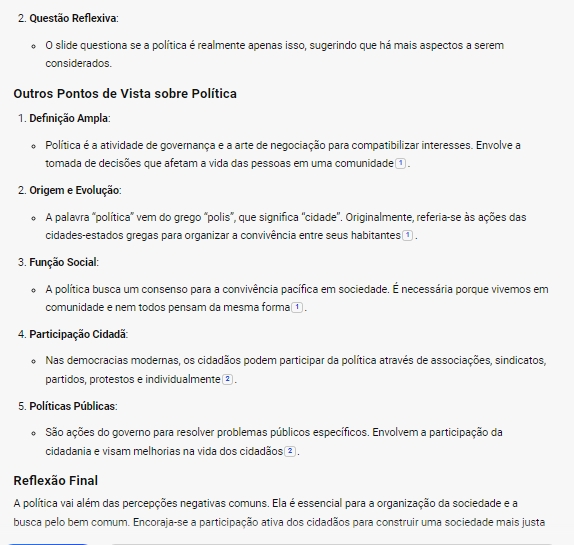 2. Questão Reflexiva:
o O slide questiona se a política é realmente apenas isso, sugerindo que há mais aspectos a serem
considerados.
Outros Pontos de Vista sobre Política
1. Definição Ampla:
o Política é a atividade de governança e a arte de negociação para compatibilizar interesses. Envolve a
tomada de decisões que afetam a vida das pessoas em uma comunidade 1 .
2. Origem e Evolução:
o A palavra “política” vem do grego “polis”, que significa “cidade”. Originalmente, referia-se às ações das
cidades-estados gregas para organizar a convivência entre seus habitantes 1 .
3. Função Social:
o A política busca um consenso para a convivência pacífica em sociedade. É necessária porque vivemos em
comunidade e nem todos pensam da mesma forma 1 .
4. Participação Cidadã:
o Nas democracias modernas, os cidadãos podem participar da política através de associações, sindicatos,
partidos, protestos e individualmente 2 .
5. Políticas Públicas:
o São ações do governo para resolver problemas públicos específicos. Envolvem a participação da
cidadania e visam melhorias na vida dos cidadãos 2 .
Reflexão Final
A política vai além das percepções negativas comuns. Ela é essencial para a organização da sociedade e a
busca pelo bem comum. Encoraja-se a participação ativa dos cidadãos para construir uma sociedade mais justa